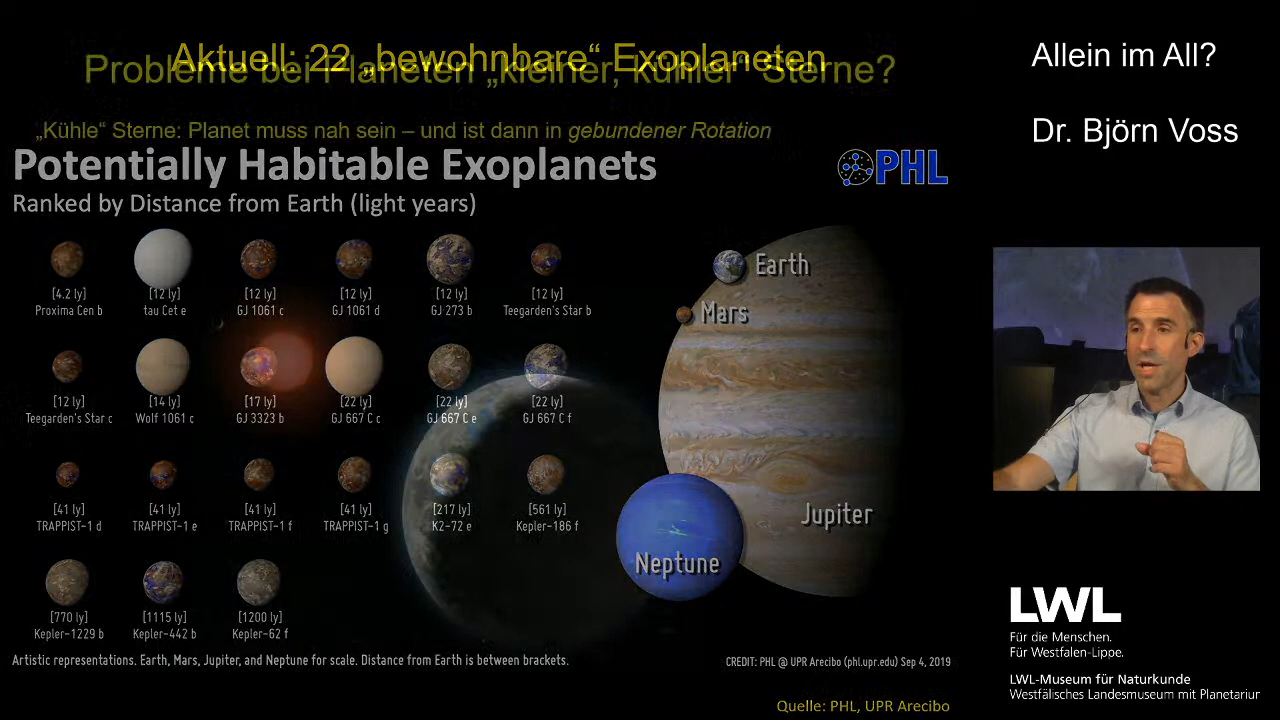 Aktuell: 22 „bewohnbare“ Exoplaneten
Probleme bei Planeten „kleiner, kühler“ Sterne?
„Kühle“ Sterne: Planet muss nah sein – und ist dann in gebundener Rotation
Potentially Habitable Exoplanets
PHL
Ranked by Distance from Earth (light years)
[4.2 ly] [12 ly] [12 ly] [12 ly] [12 ly] [12 ly]
Proxima Cen b tau Cet e GJ 1061 c GJ 1061 d GJ 273 b Teegarden's Star b
[12 ly] [14 ly] [17 ly] [22 ly] [22 ly] [22 ly]
Teegarden's Star c Wolf 1061 c GJ 3323 b GJ 667 C c GJ 667 C e GJ 667 C f
[41 ly] [41 ly] [41 ly] [41 ly] [217 ly] [561 ly]
TRAPPIST-1 d TRAPPIST-1 e TRAPPIST-1 f TRAPPIST-1 g K2-72 e Kepler-186 f
[770 ly] [1115 ly] [1200 ly]
Kepler-1229 b Kepler-442 b Kepler-62 f
Earth
Mars
Jupiter
Neptune
Artistic representations. Earth, Mars, Jupiter, and Neptune for scale. Distance from Earth is between brackets.
CREDIT: PHL @ UPR Arecibo (phl.upr.edu) Sep 4, 2019
Quelle: PHL, UPR Arecibo
Allein im All?
Dr. Björn Voss
LWL
Für die Menschen.
Für Westfalen-Lippe.
LWL-Museum für Naturkunde
Westfälisches Landesmuseum mit Planetariur